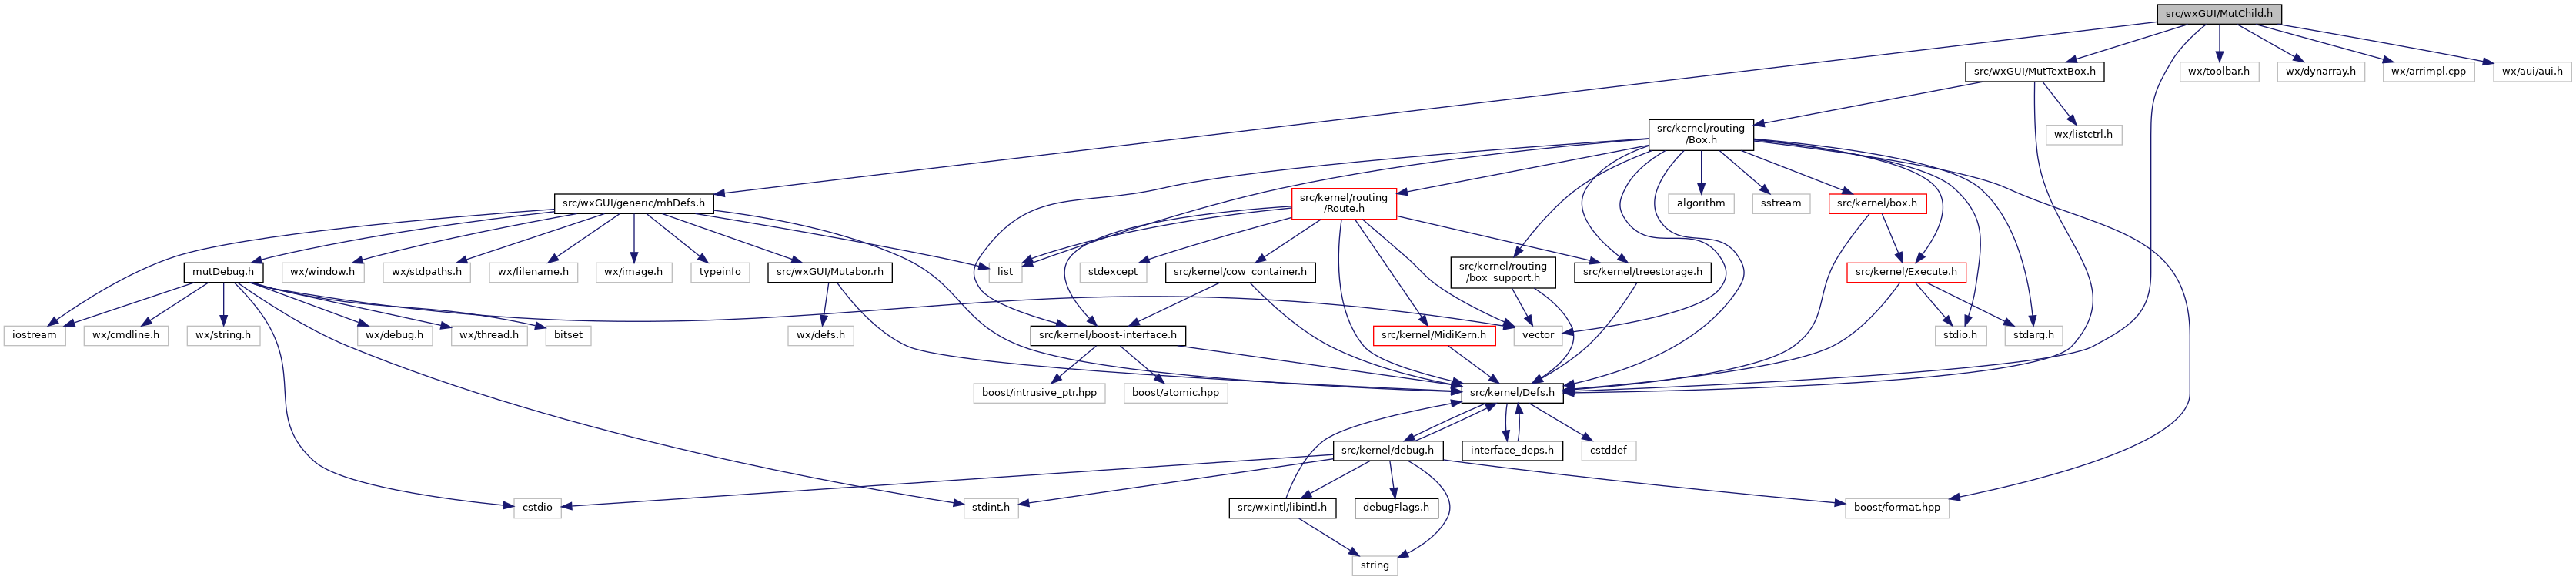 src/wxGUI/MutChild.h
src/wxGUI/MutTextBox.h
wx/toolbar.h
wx/dynarray.h
wx/arrimpl.cpp
wx/aui/aui.h
src/kernel/routing
/Box.h
wx/listctrl.h
src/wxGUI/generic/mhDefs.h
src/kernel/routing
/Route.h
algorithm
sstream
src/kernel/box.h
mutDebug.h
wx/window.h
wx/stdpaths.h
wx/filename.h
wx/image.h
typeinfo
src/wxGUI/Mutabor.rh
list
stdexcept
src/kernel/cow_container.h
src/kernel/routing
/box_support.h
src/kernel/treestorage.h
src/kernel/Execute.h
iostream
wx/cmdline.h
wx/string.h
wx/debug.h
wx/thread.h
bitset
wx/defs.h
src/kernel/boost-interface.h
src/kernel/MidiKern.h
vector
stdio.h
stdarg.h
boost/intrusive_ptr.hpp
boost/atomic.hpp
src/kernel/Defs.h
src/kernel/debug.h
interface_deps.h
cstddef
cstdio
stdint.h
src/wxintl/libintl.h
debugFlags.h
boost/format.hpp
string